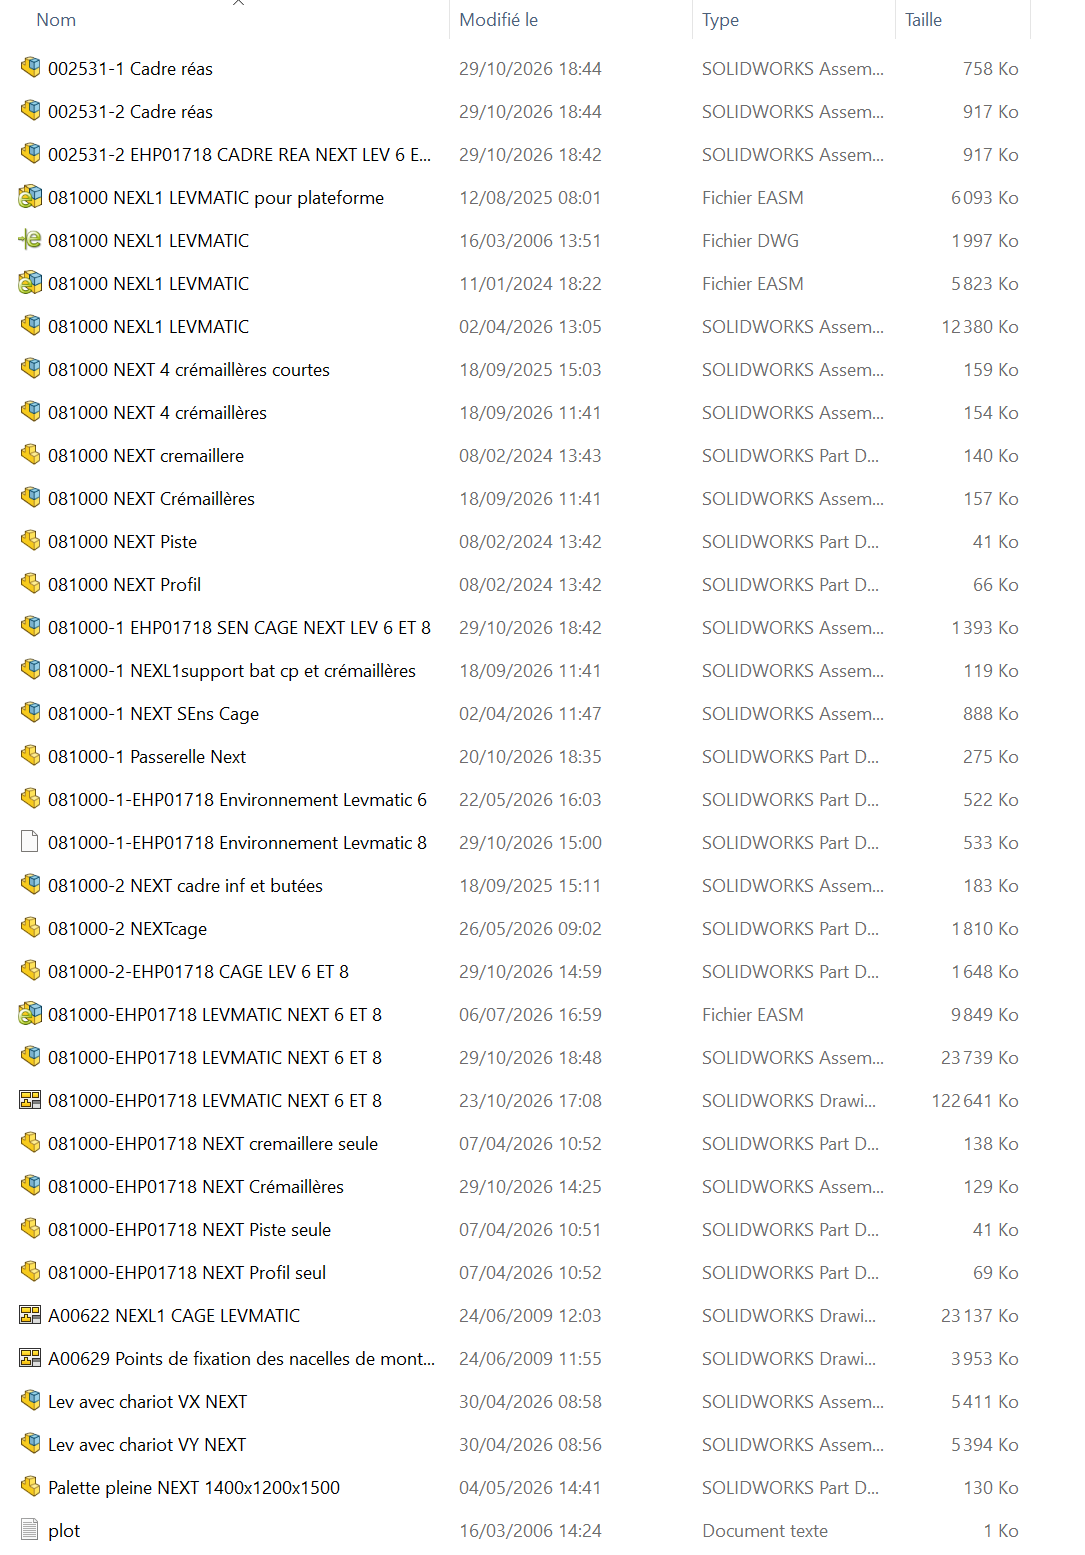 Nom Modifié le Type Taille
002531-1 Cadre réas 29/10/2026 18:44 SOLIDWORKS Assem... 758 Ko
002531-2 Cadre réas 29/10/2026 18:44 SOLIDWORKS Assem... 917 Ko
002531-2 EHP01718 CADRE REA NEXT LEV 6 E... 29/10/2026 18:42 SOLIDWORKS Assem... 917 Ko
081000 NEXL1 LEVMATIC pour plateforme 12/08/2025 08:01 Fichier EASM 6 093 Ko
081000 NEXL1 LEVMATIC 16/03/2006 13:51 Fichier DWG 1 997 Ko
081000 NEXL1 LEVMATIC 11/01/2024 18:22 Fichier EASM 5 823 Ko
081000 NEXL1 LEVMATIC 02/04/2026 13:05 SOLIDWORKS Assem... 12 380 Ko
081000 NEXT 4 crémaillères courtes 18/09/2025 15:03 SOLIDWORKS Assem... 159 Ko
081000 NEXT 4 crémaillères 18/09/2026 11:41 SOLIDWORKS Assem... 154 Ko
081000 NEXT cremaillere 08/02/2024 13:43 SOLIDWORKS Part D... 140 Ko
081000 NEXT Crémaillères 18/09/2026 11:41 SOLIDWORKS Assem... 157 Ko
081000 NEXT Piste 08/02/2024 13:42 SOLIDWORKS Part D... 41 Ko
081000 NEXT Profil 08/02/2024 13:42 SOLIDWORKS Part D... 66 Ko
081000-1 EHP01718 SEN CAGE NEXT LEV 6 ET 8 29/10/2026 18:42 SOLIDWORKS Assem... 1 393 Ko
081000-1 NEXL1support bat cp et crémaillères 18/09/2026 11:41 SOLIDWORKS Assem... 119 Ko
081000-1 NEXT SEns Cage 02/04/2026 11:47 SOLIDWORKS Assem... 888 Ko
081000-1 Passerelle Next 20/10/2026 18:35 SOLIDWORKS Part D... 275 Ko
081000-1-EHP01718 Environnement Levmatic 6 22/05/2026 16:03 SOLIDWORKS Part D... 522 Ko
081000-1-EHP01718 Environnement Levmatic 8 29/10/2026 15:00 SOLIDWORKS Part D... 533 Ko
081000-2 NEXT cadre inf et butées 18/09/2025 15:11 SOLIDWORKS Assem... 183 Ko
081000-2 NEXTcage 26/05/2026 09:02 SOLIDWORKS Part D... 1 810 Ko
081000-2-EHP01718 CAGE LEV 6 ET 8 29/10/2026 14:59 SOLIDWORKS Part D... 1 648 Ko
081000-EHP01718 LEVMATIC NEXT 6 ET 8 06/07/2026 16:59 Fichier EASM 9 849 Ko
081000-EHP01718 LEVMATIC NEXT 6 ET 8 29/10/2026 18:48 SOLIDWORKS Assem... 23 739 Ko
081000-EHP01718 LEVMATIC NEXT 6 ET 8 23/10/2026 17:08 SOLIDWORKS Drawi... 122 641 Ko
081000-EHP01718 NEXT cremaillere seule 07/04/2026 10:52 SOLIDWORKS Part D... 138 Ko
081000-EHP01718 NEXT Crémaillères 29/10/2026 14:25 SOLIDWORKS Assem... 129 Ko
081000-EHP01718 NEXT Piste seule 07/04/2026 10:51 SOLIDWORKS Part D... 41 Ko
081000-EHP01718 NEXT Profil seul 07/04/2026 10:52 SOLIDWORKS Part D... 69 Ko
A00622 NEXL1 CAGE LEVMATIC 24/06/2009 12:03 SOLIDWORKS Drawi... 23 137 Ko
A00629 Points de fixation des nacelles de mont... 24/06/2009 11:55 SOLIDWORKS Drawi... 3 953 Ko
Lev avec chariot VX NEXT 30/04/2026 08:58 SOLIDWORKS Assem... 5 411 Ko
Lev avec chariot VY NEXT 30/04/2026 08:56 SOLIDWORKS Assem... 5 394 Ko
Palette pleine NEXT 1400x1200x1500 04/05/2026 14:41 SOLIDWORKS Part D... 130 Ko
plot 16/03/2006 14:24 Document texte 1 Ko